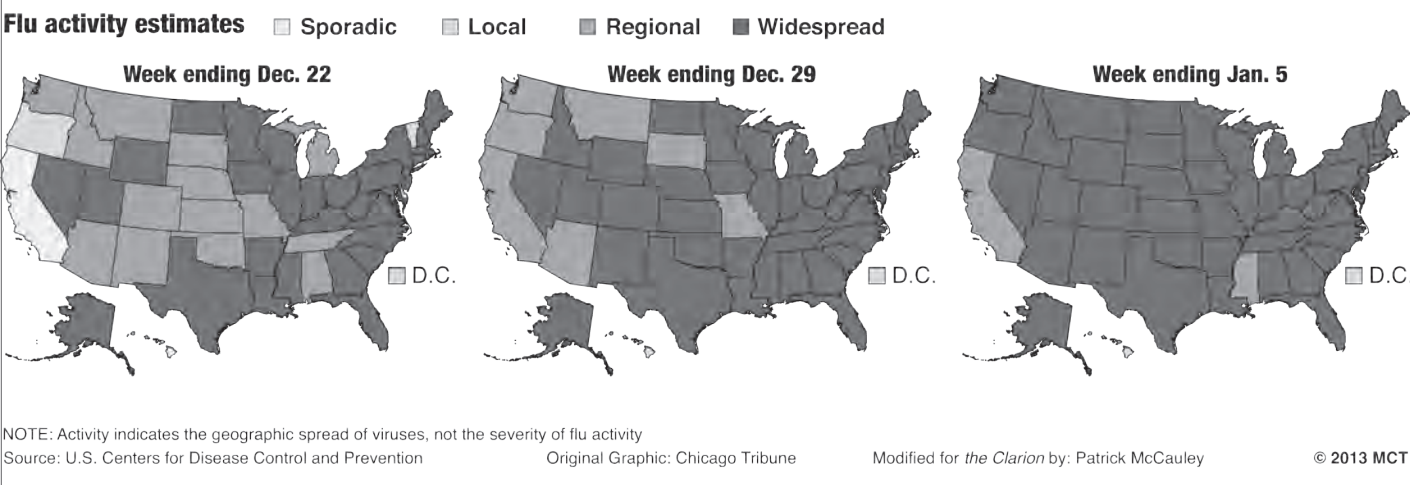 Flu activity estimates Sporadic Local Regional Widespread
Week ending Dec. 22
Week ending Dec. 29
Week ending Jan. 5
D.C.
D.C.
D.C
NOTE: Activity indicates the geographic spread of viruses, not the severity of flu activity
Source: U.S. Centers for Disease Control and Prevention
Original Graphic: Chicago Tribune
Modified for the Clarion by: Patrick McCauley
© 2013 MCT